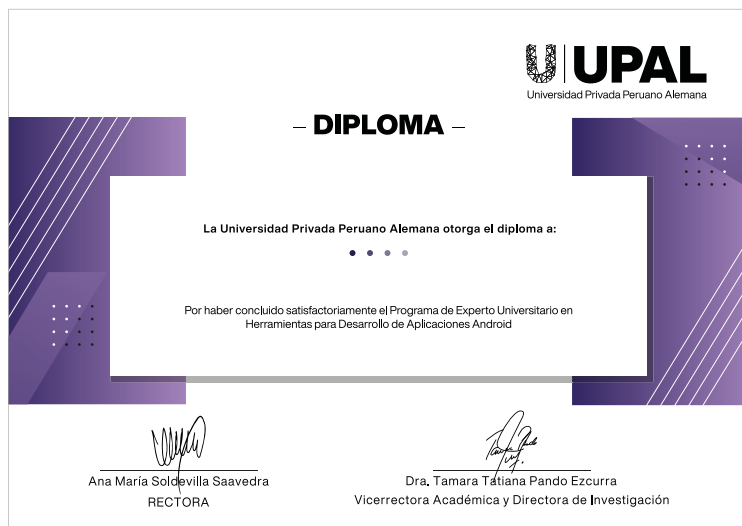 UPAL
Universidad Privada Peruano Alemana
– DIPLOMA –
La Universidad Privada Peruano Alemana otorga el diploma a:
Por haber concluido satisfactoriamente el Programa de Experto Universitario en
Herramientas para Desarrollo de Aplicaciones Android
Ana María Soldevilla Saavedra
RECTORA
Dra. Tamara Tatiana Pando Ezcurra
Vicerrectora Académica y Directora de Investigación